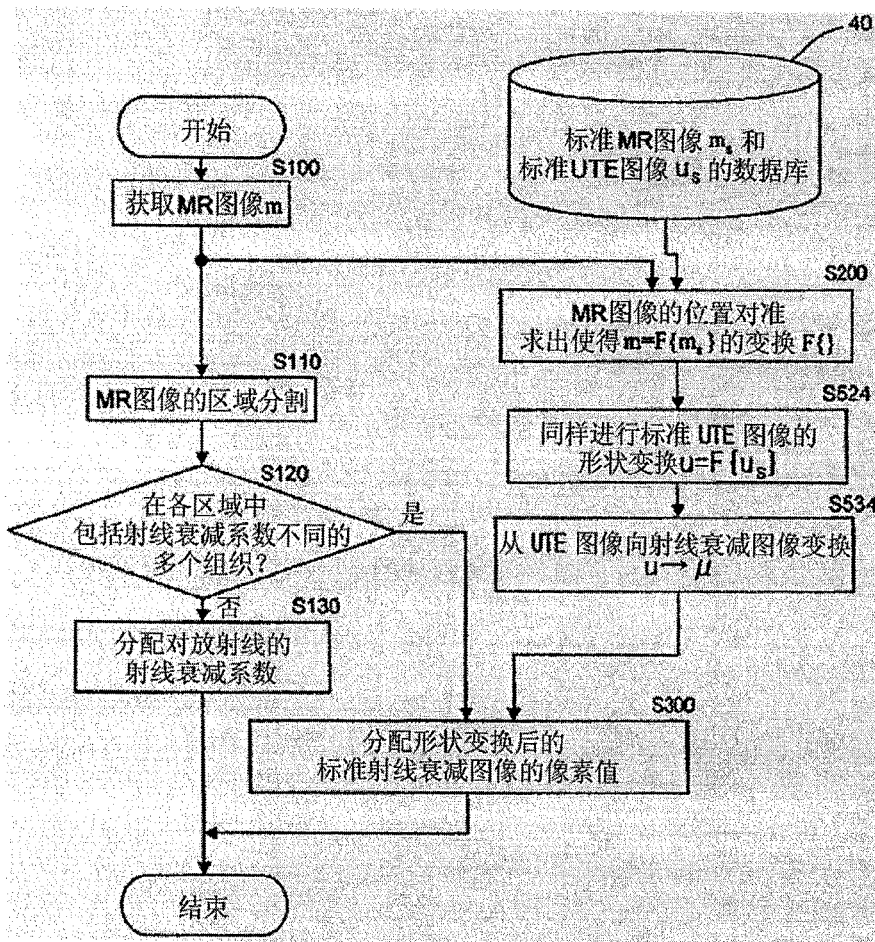 40
开始
标准MR图像 mₛ 和
标准UTE图像 uₛ 的数据库
S100
获取MR图像m
S200
MR图像的位置对准
求出使得m=F{mₛ}的变换 F{}
S110
MR图像的区域分割
S524
同样进行标准 UTE 图像的
形状变换u=F{uₛ}
S120
在各区域中
包括射线衰减系数不同的
多个组织？
是
S534
从 UTE 图像向射线衰减图像变换
u→μ
否
S130
分配对放射线的
射线衰减系数
S300
分配形状变换后的
标准射线衰减图像的像素值
结束